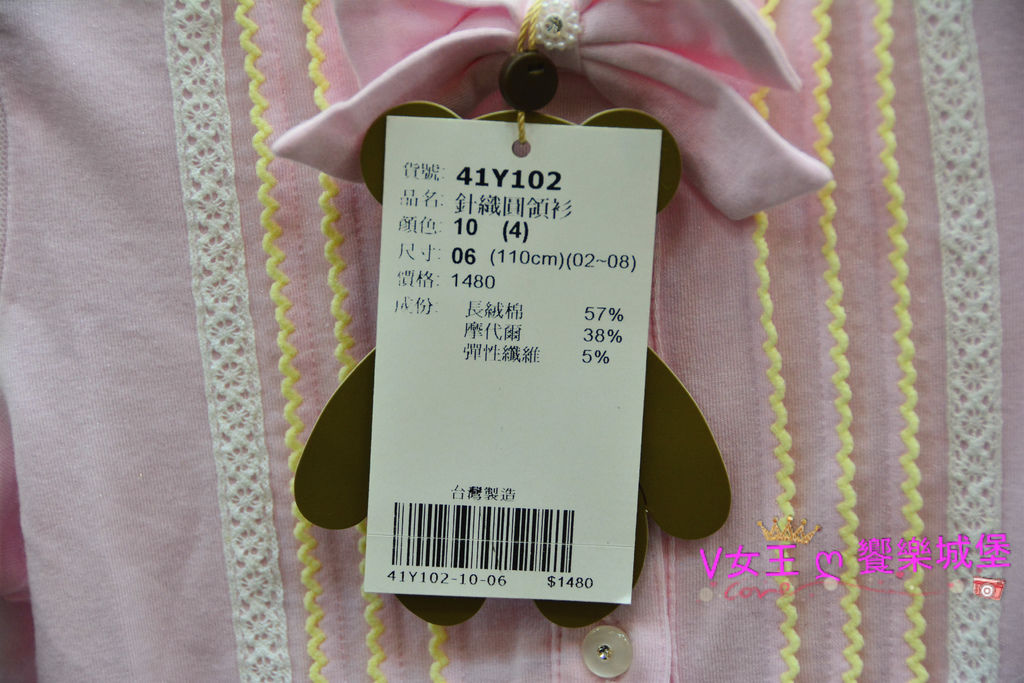 貨號: 41Y102
品名: 針織圓領衫
顏色: 10 (4)
尺寸: 06 (110cm)(02~08)
價格: 1480
成份: 長絨棉 57%
摩代爾 38%
彈性纖維 5%
台灣製造
41Y102-10-06 $1480
V女王 ღ 饗樂城堡